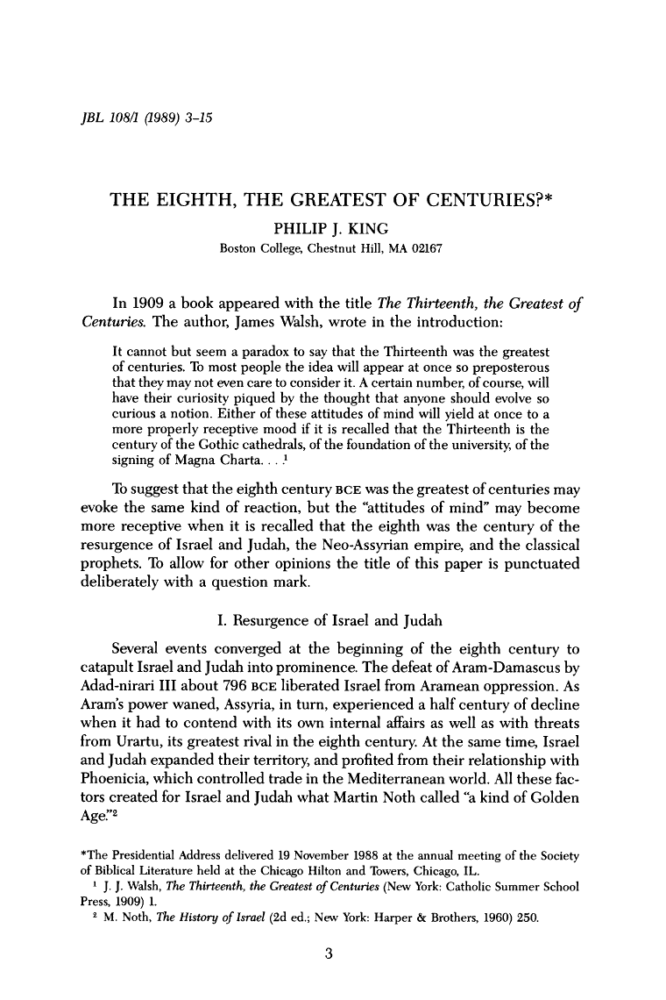 JBL 108/1 (1989) 3–15
THE EIGHTH, THE GREATEST OF CENTURIES?*
PHILIP J. KING
Boston College, Chestnut Hill, MA 02167
In 1909 a book appeared with the title The Thirteenth, the Greatest of
Centuries. The author, James Walsh, wrote in the introduction:
It cannot but seem a paradox to say that the Thirteenth was the greatest
of centuries. To most people the idea will appear at once so preposterous
that they may not even care to consider it. A certain number, of course, will
have their curiosity piqued by the thought that anyone should evolve so
curious a notion. Either of these attitudes of mind will yield at once to a
more properly receptive mood if it is recalled that the Thirteenth is the
century of the Gothic cathedrals, of the foundation of the university, of the
signing of Magna Charta. . . .¹
To suggest that the eighth century BCE was the greatest of centuries may
evoke the same kind of reaction, but the “attitudes of mind” may become
more receptive when it is recalled that the eighth was the century of the
resurgence of Israel and Judah, the Neo-Assyrian empire, and the classical
prophets. To allow for other opinions the title of this paper is punctuated
deliberately with a question mark.
I. Resurgence of Israel and Judah
Several events converged at the beginning of the eighth century to
catapult Israel and Judah into prominence. The defeat of Aram-Damascus by
Adad-nirari III about 796 BCE liberated Israel from Aramean oppression. As
Aram's power waned, Assyria, in turn, experienced a half century of decline
when it had to contend with its own internal affairs as well as with threats
from Urartu, its greatest rival in the eighth century. At the same time, Israel
and Judah expanded their territory, and profited from their relationship with
Phoenicia, which controlled trade in the Mediterranean world. All these fac-
tors created for Israel and Judah what Martin Noth called “a kind of Golden
Age.”²
*The Presidential Address delivered 19 November 1988 at the annual meeting of the Society
of Biblical Literature held at the Chicago Hilton and Towers, Chicago, IL.
¹ J. J. Walsh, The Thirteenth, the Greatest of Centuries (New York: Catholic Summer School
Press, 1909) 1.
² M. Noth, The History of Israel (2d ed.; New York: Harper & Brothers, 1960) 250.
3